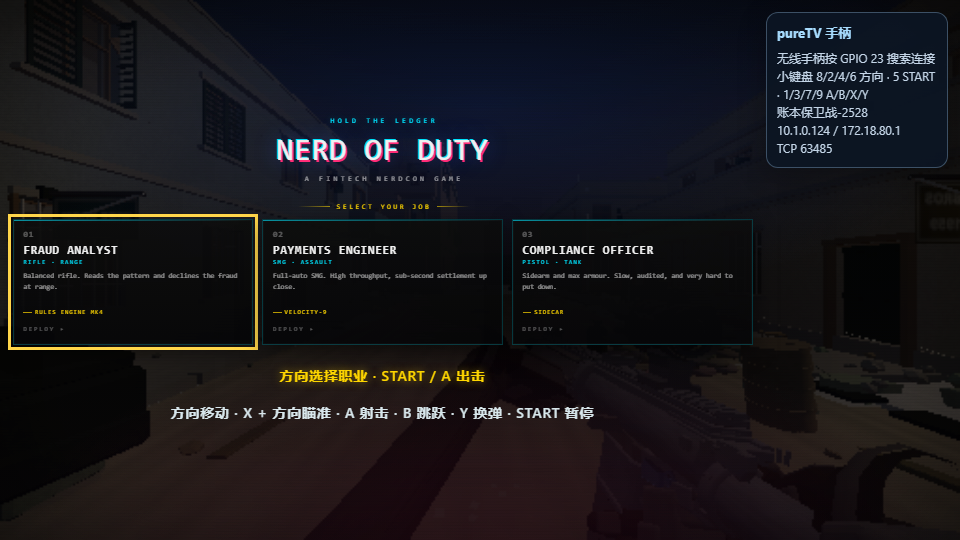 pureTV 手柄
无线手柄按 GPIO 23 搜索连接
小键盘 8/2/4/6 方向 · 5 START
· 1/3/7/9 A/B/X/Y
账本保卫战-2528
10.1.0.124 / 172.18.80.1
TCP 63485
HOLD THE LEDGER
NERD OF DUTY
A FINTECH NERDCON GAME
SELECT YOUR JOB
01
FRAUD ANALYST
RIFLE · RANGE
Balanced rifle. Reads the pattern and declines the fraud
at range.
RULES ENGINE MK4
DEPLOY ▸
02
PAYMENTS ENGINEER
SMG · ASSAULT
Full-auto SMG. High throughput, sub-second settlement up
close.
VELOCITY-9
DEPLOY ▸
03
COMPLIANCE OFFICER
PISTOL · TANK
Sidearm and max armour. Slow, audited, and very hard to
put down.
SIDECAR
DEPLOY ▸
方向选择职业 · START / A 出击
方向移动 · X + 方向瞄准 · A 射击 · B 跳跃 · Y 换弹 · START 暂停